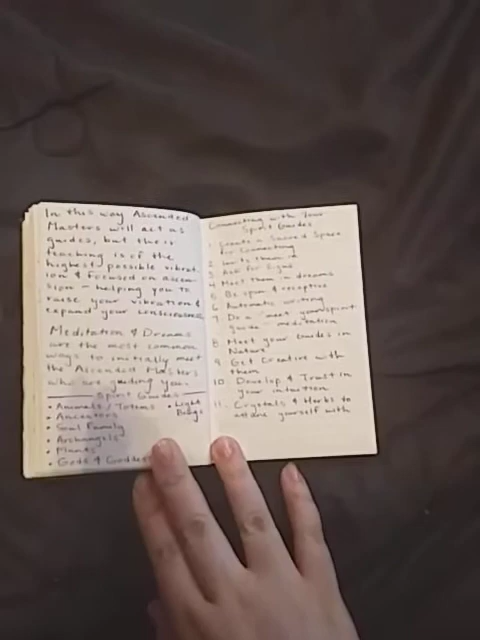 In this way Ascended
Masters will act as
guides, but their
teaching is of the
highest possible vibrat-
ion & focused on ascen-
sion - helping you to
raise your vibration &
expand your consciousness
Meditation & Dreams
are the most common
ways to initially meet
the Ascended Masters
who are guiding you.
Spirit Guides
• Animals / Totems
• Light Beings
• Ancestors
• Soul Family
• Archangels
• Plants
• Gods &
Connecting with Your
Spirit Guides
1. Create a Sacred Space
for Connecting
2. Invite them in
3. Ask for Signs
4. Meet them in dreams
5. Be open & receptive
6. Automatic writing
7. Do a "meet your spirit
guide" meditation
8. Meet your Guides in
Nature
9. Get Creative with
them
10. Develop & Trust in
your intuition
11. Crystals & Herbs to
attune yourself with